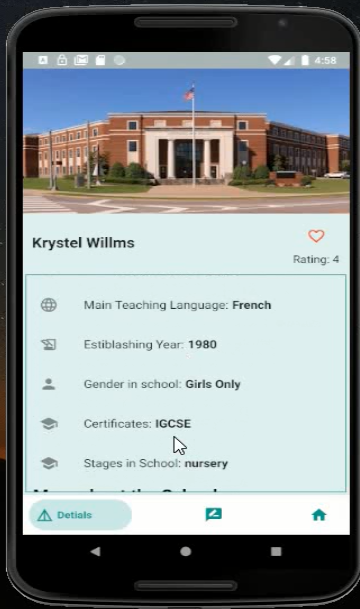 4:58
Krystel Willms
Rating: 4
Main Teaching Language: French
Estiblashing Year: 1980
Gender in school: Girls Only
Certificates: IGCSE
Stages in School: nursery
Detials